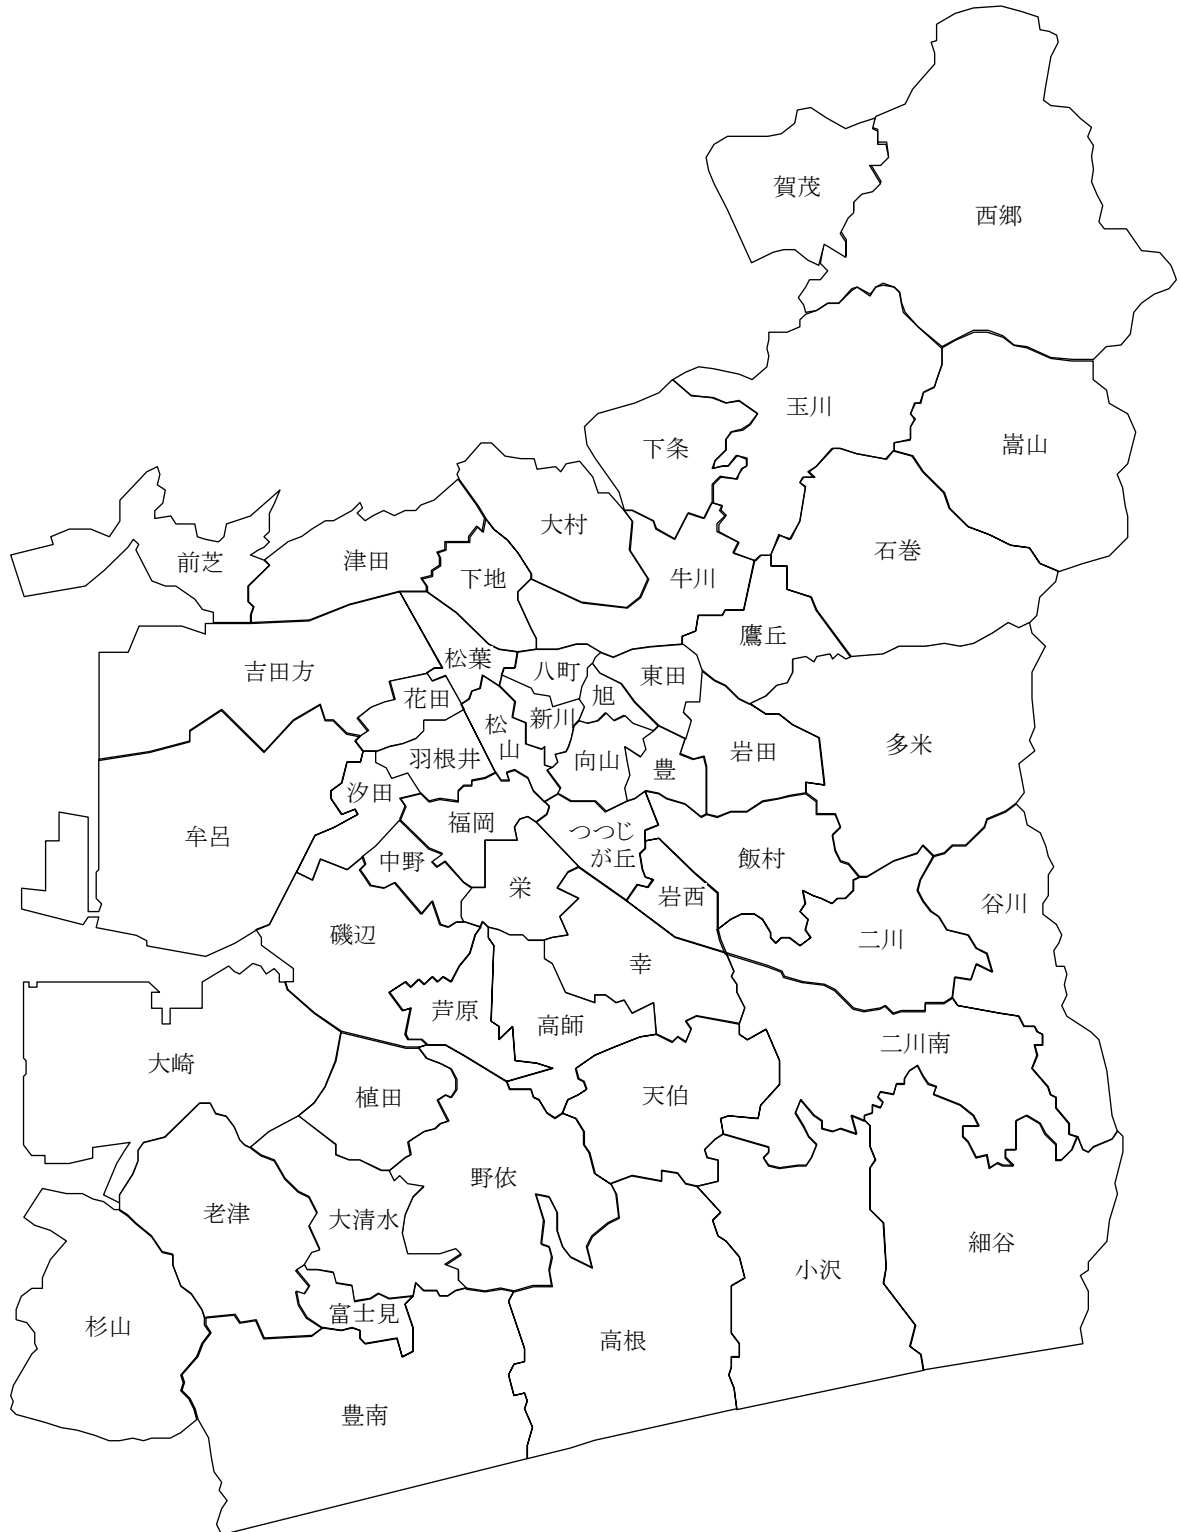 賀茂
西郷
玉川
下条
嵩山
大村
石巻
前芝
津田
下地
牛川
鷹丘
吉田方
松葉
八町
東田
花田
旭
新川
松
山
羽根井
向山
豊
岩田
多米
汐田
牟呂
福岡
つつじ
が丘
中野
飯村
栄
岩西
谷川
磯辺
二川
幸
芦原
高師
二川南
大崎
植田
天伯
野依
老津
大清水
細谷
小沢
富士見
杉山
高根
豊南